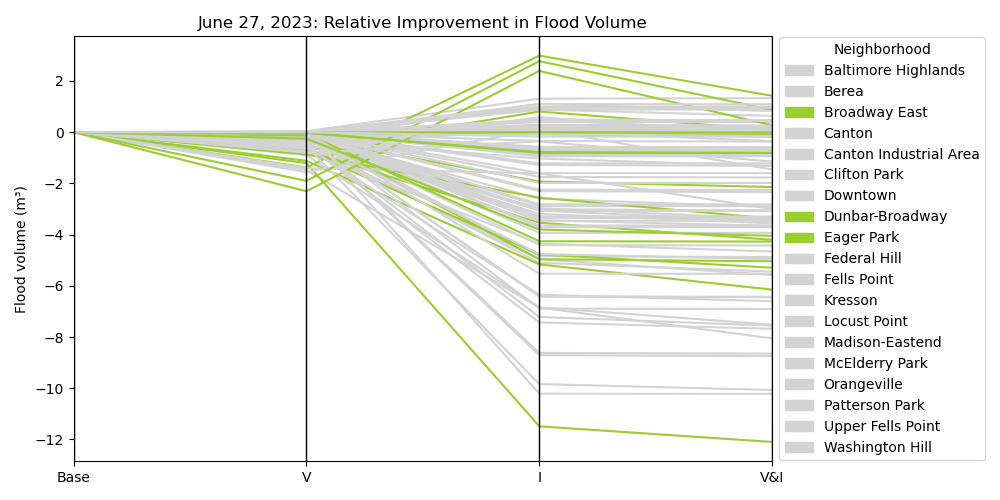 June 27, 2023: Relative Improvement in Flood Volume
Flood volume (m³)
2
0
−2
−4
−6
−8
−10
−12
Base
V
I
V&I
Neighborhood
Baltimore Highlands
Berea
Broadway East
Canton
Canton Industrial Area
Clifton Park
Downtown
Dunbar-Broadway
Eager Park
Federal Hill
Fells Point
Kresson
Locust Point
Madison-Eastend
McElderry Park
Orangeville
Patterson Park
Upper Fells Point
Washington Hill